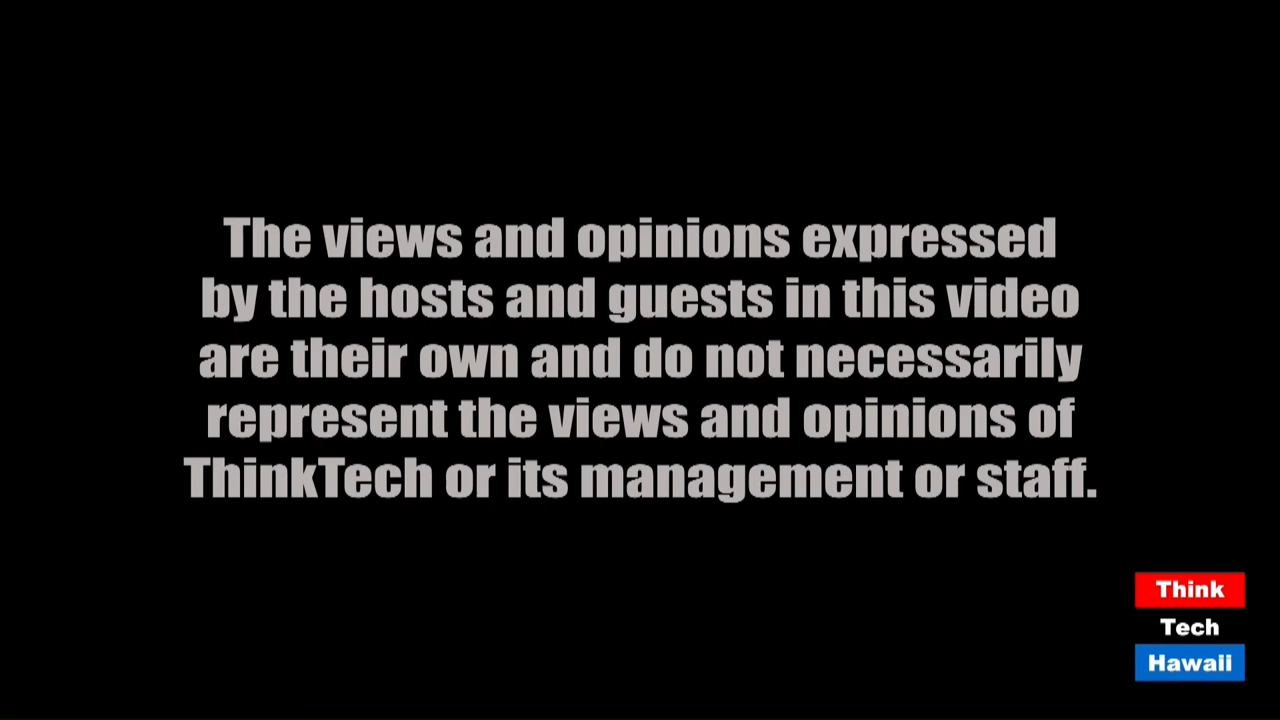 The views and opinions expressed
by the hosts and guests in this video
are their own and do not necessarily
represent the views and opinions of
ThinkTech or its management or staff.
Think
Tech
Hawaii